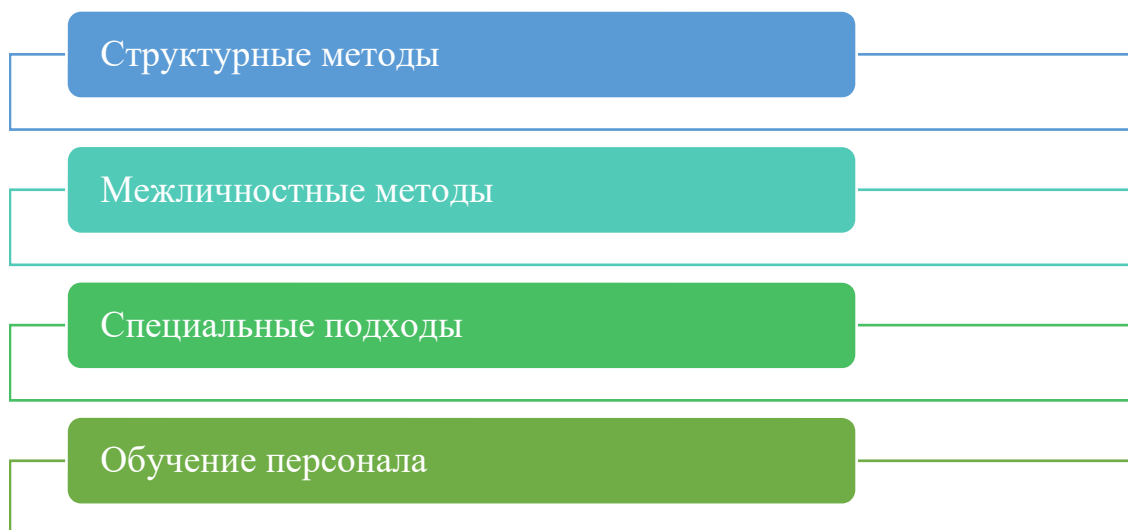 Структурные методы
Межличностные методы
Специальные подходы
Обучение персонала